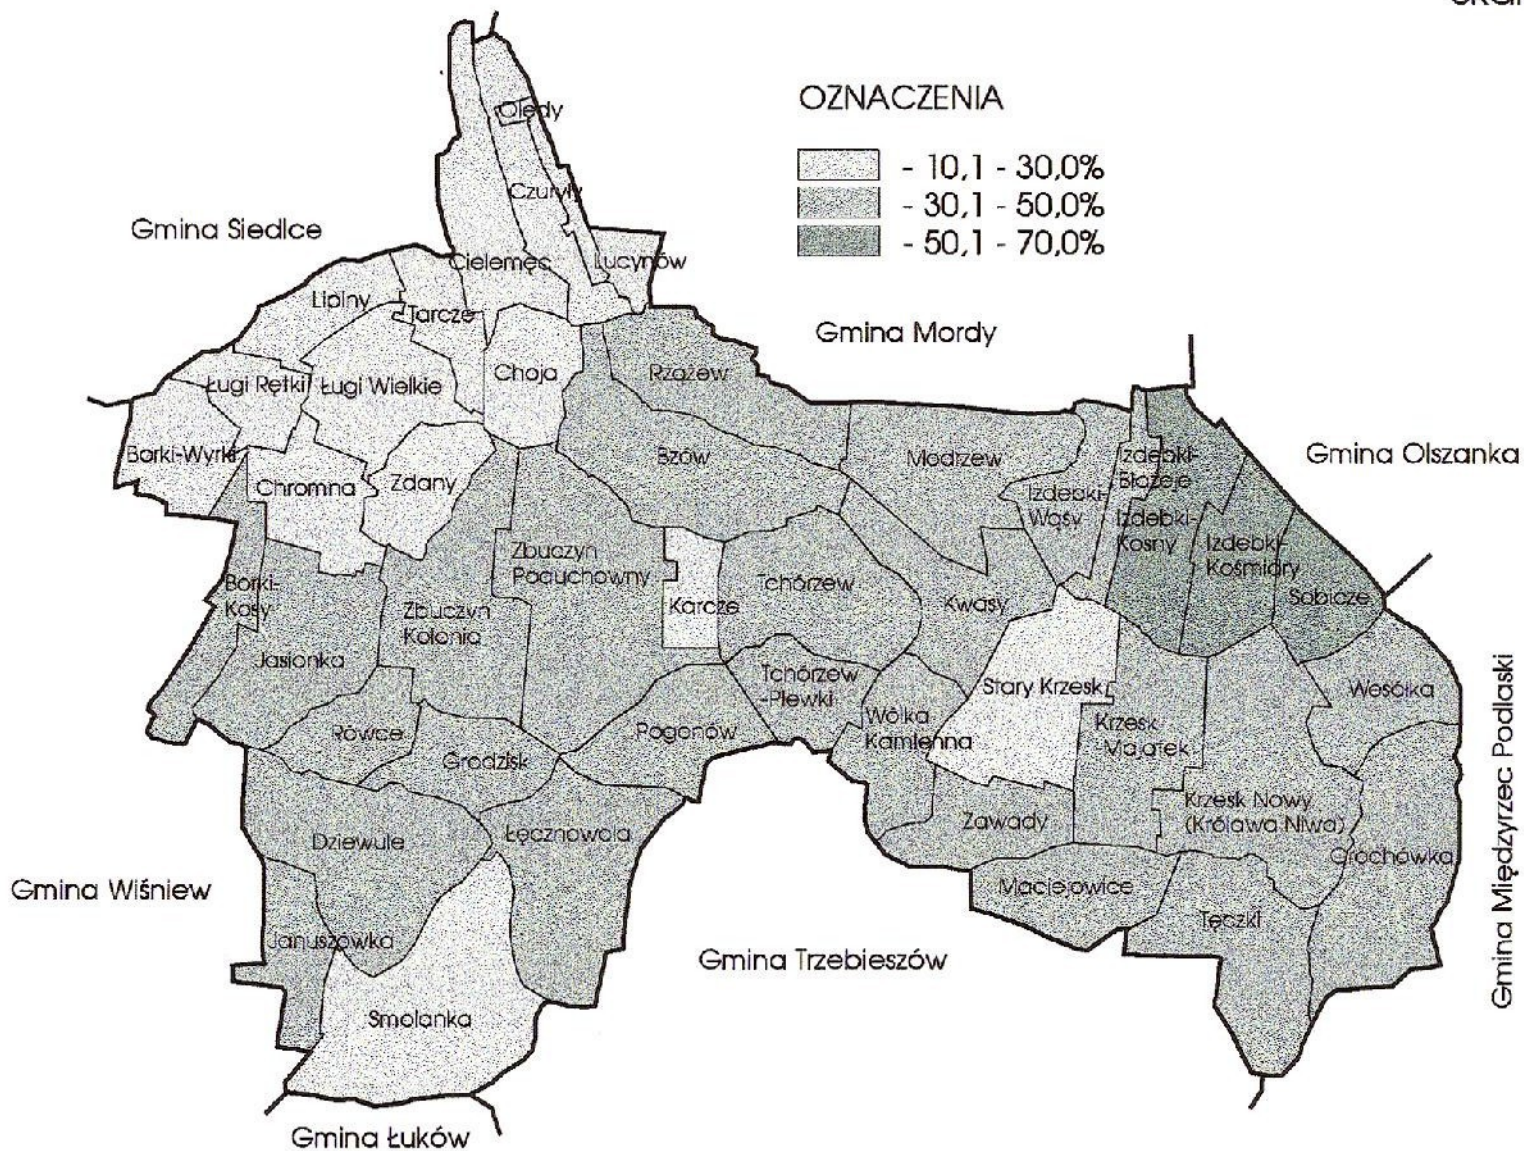 OZNACZENIA
- 10,1 - 30,0%
- 30,1 - 50,0%
- 50,1 - 70,0%
Olędy
Czuryły
Gmina Siedlce
Cielemęc
Lucynów
Lipiny
Tarcze
Gmina Mordy
Choja
Rzążew
Ługi Rętki
Ługi Wielkie
Borki-Wyrki
Bzów
Modrzew
Izdebki-
Błożeje
Gmina Olszanka
Chromna
Zdany
Izdebki-
Wąsy
Izdebki-
Kosny
Zbuczyn
Poduchowny
Izdebki-
Kośmidry
Borki-
Kosy
Tchórzew
Karcze
Kwasy
Sobicze
Zbuczyn
Kolonia
Jasionka
Tchórzew
-Plewki
Stary Krzesk
Wesółka
Rówce
Pogonów
Wólka
Kamienna
Krzesk
Majątek
Grodzisk
Gmina Międzyrzec Podlaski
Krzesk Nowy
(Królawa Niwa)
Dziewule
Łęcznowola
Zawady
Grochówka
Gmina Wiśniew
Maciejowice
Tęczki
Januszówka
Gmina Trzebieszów
Smolanka
Gmina Łuków